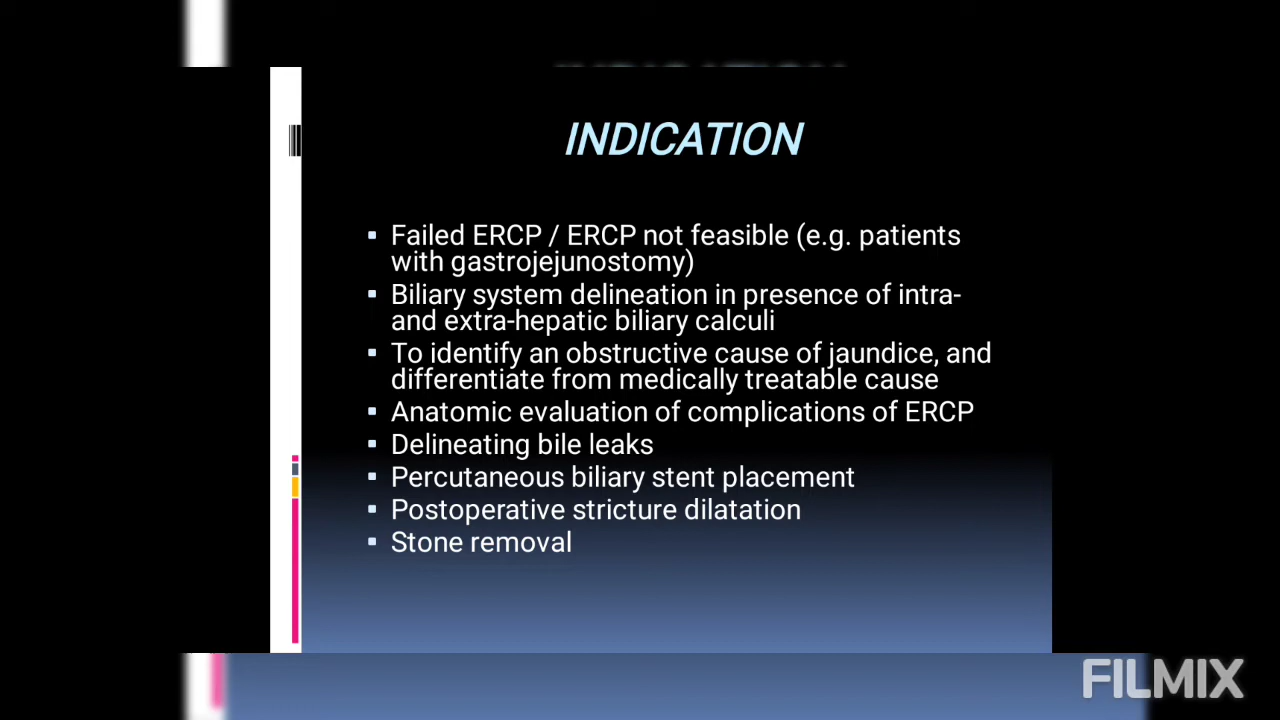 INDICATION
▪ Failed ERCP / ERCP not feasible (e.g. patients
with gastrojejunostomy)
▪ Biliary system delineation in presence of intra-
and extra-hepatic biliary calculi
▪ To identify an obstructive cause of jaundice, and
differentiate from medically treatable cause
▪ Anatomic evaluation of complications of ERCP
▪ Delineating bile leaks
▪ Percutaneous biliary stent placement
▪ Postoperative stricture dilatation
▪ Stone removal
FILMIX